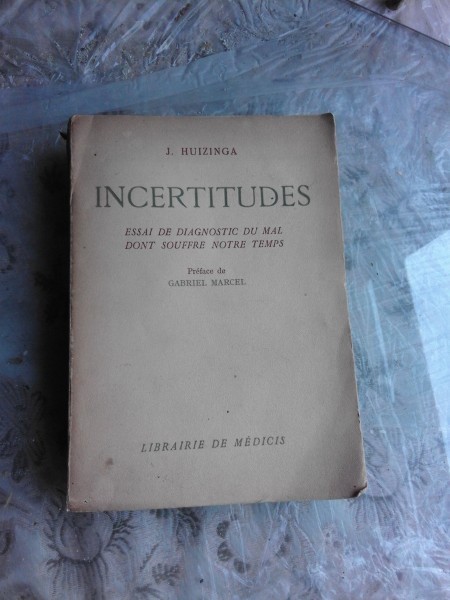 J. HUIZINGA
INCERTITUDES
ESSAI DE DIAGNOSTIC DU MAL
DONT SOUFFRE NOTRE TEMPS
Préface de
GABRIEL MARCEL
LIBRAIRIE DE MÉDICIS